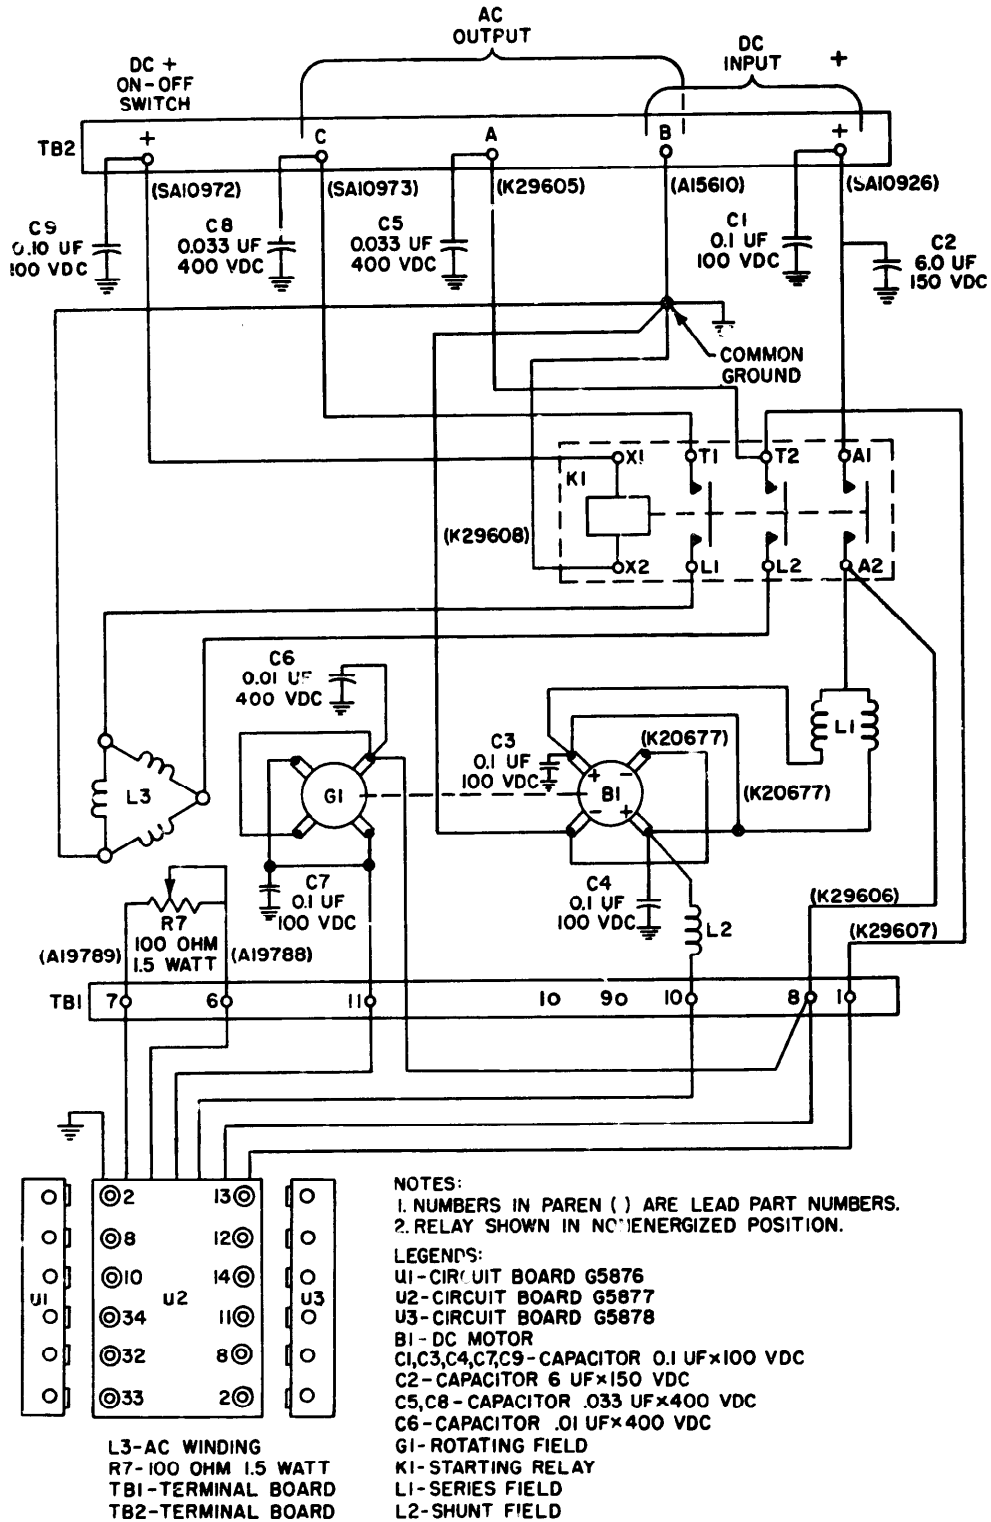 AC
OUTPUT
DC
INPUT
+
DC +
ON-OFF
SWITCH
TB2
+
C
A
B
+
(SA10972)
(SA10973)
(K29605)
(A15610)
(SA10926)
C9
0.10 UF
100 VDC
C8
0.033 UF
400 VDC
C5
0.033 UF
400 VDC
C1
0.1 UF
100 VDC
C2
6.0 UF
150 VDC
COMMON
GROUND
X1
T1
T2
A1
K1
(K29608)
X2
L1
L2
A2
C6
0.01 UF
400 VDC
L1
C3
0.1 UF
100 VDC
(K20677)
L3
G1
+
-
B1
-
+
(K20677)
C7
0.1 UF
100 VDC
C4
0.1 UF
100 VDC
R7
100 OHM
1.5 WATT
(K29606)
L2
(K29607)
(A19789)
(A19788)
TB1
7
6
11
1
9
10
8
1
2
13
8
12
10
14
U1
U2
U3
34
11
32
8
33
2
NOTES:
1. NUMBERS IN PAREN ( ) ARE LEAD PART NUMBERS.
2. RELAY SHOWN IN NONENERGIZED POSITION.
LEGENDS:
U1-CIRCUIT BOARD G5876
U2-CIRCUIT BOARD G5877
U3-CIRCUIT BOARD G5878
B1-DC MOTOR
C1,C3,C4,C7,C9-CAPACITOR 0.1 UF×100 VDC
C2-CAPACITOR 6 UF×150 VDC
C5,C8-CAPACITOR .033 UF×400 VDC
C6-CAPACITOR .01 UF×400 VDC
G1-ROTATING FIELD
K1-STARTING RELAY
L1-SERIES FIELD
L2-SHUNT FIELD
L3-AC WINDING
R7-100 OHM 1.5 WATT
TB1-TERMINAL BOARD
TB2-TERMINAL BOARD